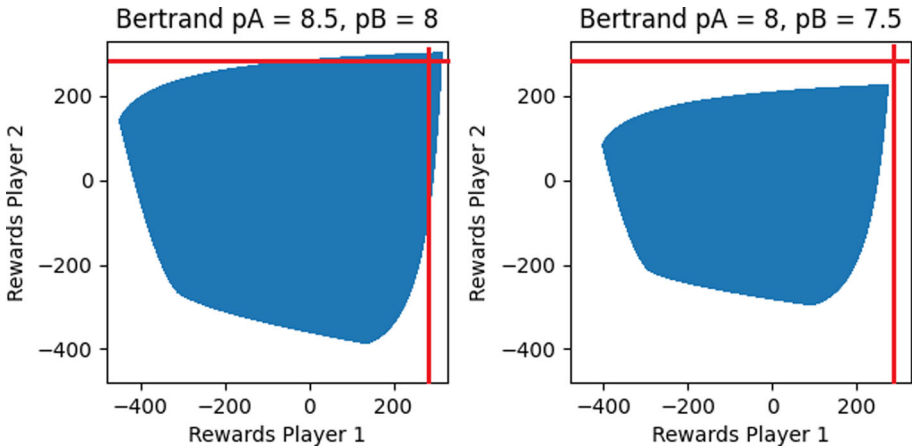 Bertrand pA = 8.5, pB = 8
200
0
−200
−400
Rewards Player 2
−400 −200 0 200
Rewards Player 1
Bertrand pA = 8, pB = 7.5
200
0
−200
−400
Rewards Player 2
−400 −200 0 200
Rewards Player 1